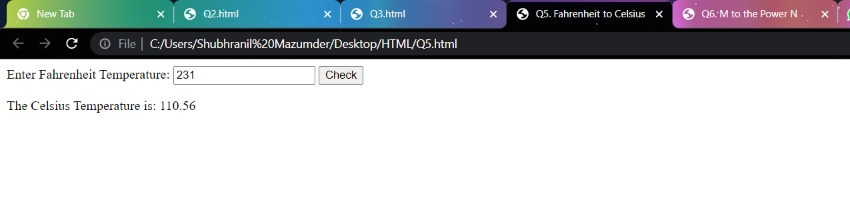 New Tab
Q2.html
Q3.html
Q5. Fahrenheit to Celsius
Q6. M to the Power N
File | C:/Users/Shubhranil%20Mazumder/Desktop/HTML/Q5.html
Enter Fahrenheit Temperature: 231 Check
The Celsius Temperature is: 110.56